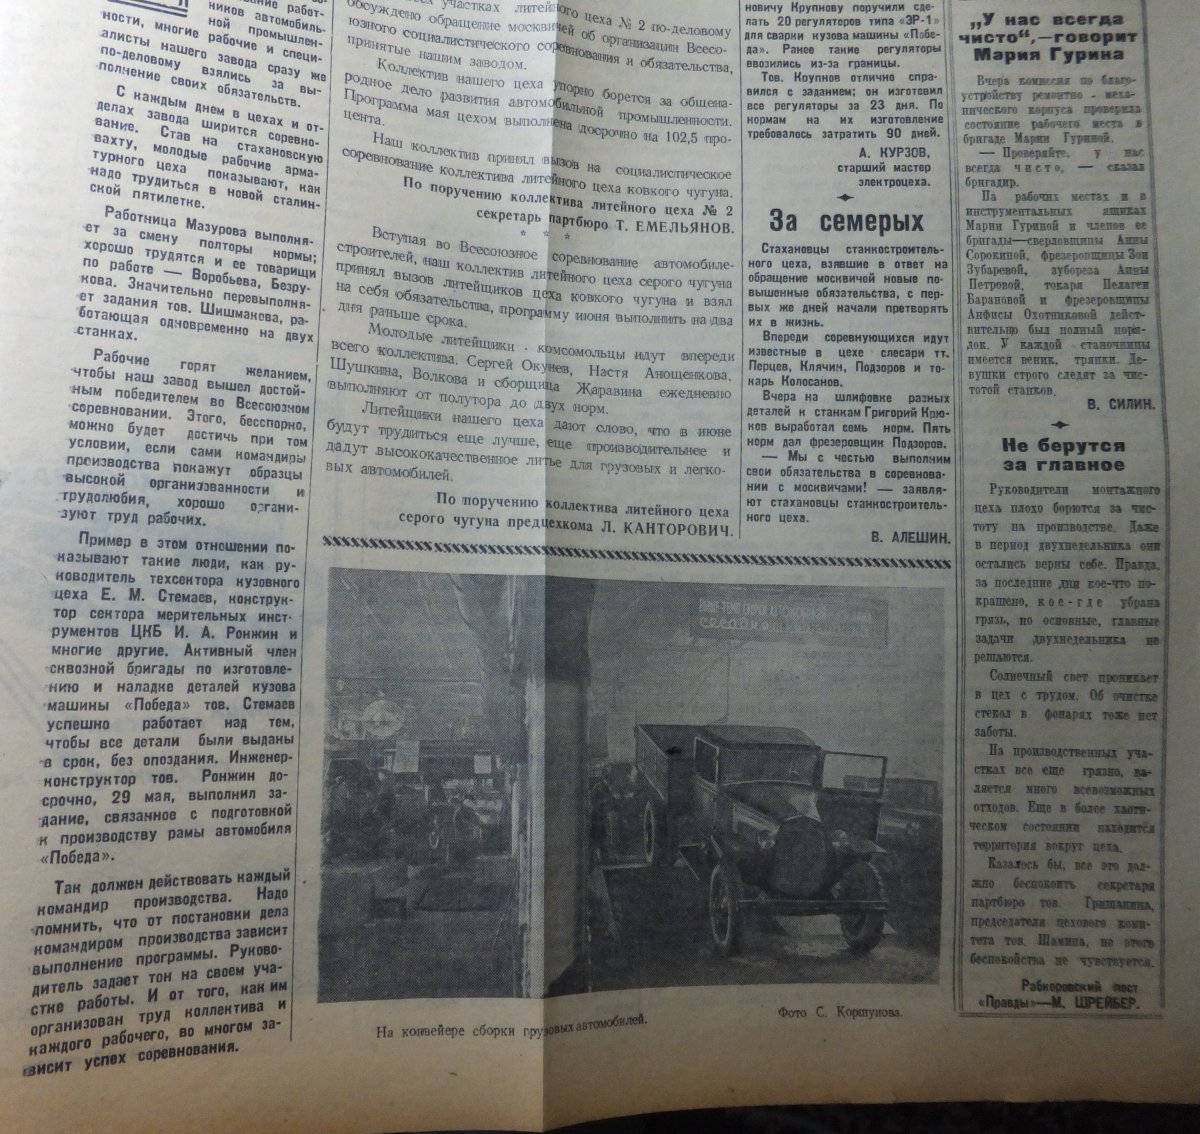 ников автомобиль-
ной промышлен-
ности, многие рабочие и специ-
алисты нашего завода сразу же
по-деловому взялись за вы-
полнение своих обязательств.
С каждым днем в цехах и от-
делах завода ширится соревно-
вание. Став на стахановскую
вахту, молодые рабочие арма-
турного цеха показывают, как
надо трудиться в новой сталин-
ской пятилетке.
Работница Мазурова выполня-
ет за смену полторы нормы;
хорошо трудятся и ее товарищи
по работе — Воробьева, Безру-
кова. Значительно перевыполня-
ет задания тов. Шишмакова, ра-
ботающая одновременно на двух
станках.
Рабочие горят желанием,
чтобы наш завод вышел достой-
ным победителем во Всесоюзном
соревновании. Этого, бесспорно,
можно будет достичь при том
условии, если сами командиры
производства покажут образцы
высокой организованности и
трудолюбия, хорошо органи-
зуют труд рабочих.
Пример в этом отношении по-
казывают такие люди, как ру-
ководитель техсектора кузовного
цеха Е. М. Стемаев, конструк-
тор сектора мерительных инст-
рументов ЦКБ И. А. Ронжин и
многие другие. Активный член
сквозной бригады по изготовле-
нию и наладке деталей кузова
машины «Победа» тов. Стемаев
успешно работает над тем,
чтобы все детали были выданы
в срок, без опоздания. Инженер-
конструктор тов. Ронжин до-
срочно, 29 мая, выполнил за-
дание, связанное с подготовкой
к производству рамы автомобиля
«Победа».
Так должен действовать каждый
командир производства. Надо
помнить, что от постановки дела
командиром производства зависит
выполнение программы. Руково-
дитель задает тон на своем уча-
стке работы. И от того, как им
организован труд коллектива и
каждого рабочего, во многом за-
висит успех соревнования.
участках литейного цеха № 2 по-деловому
обсуждено обращение москвичей об организации Всесо-
юзного социалистического соревнования и обязательства,
принятые нашим заводом.
Коллектив нашего цеха упорно борется за общена-
родное дело развития автомобильной промышленности.
Программа мая цехом выполнена досрочно на 102,5 про-
цента.
Наш коллектив принял вызов на социалистическое
соревнование коллектива литейного цеха ковкого чугуна.
По поручению коллектива литейного цеха № 2
секретарь партбюро Т. ЕМЕЛЬЯНОВ.
* * *
Вступая во Всесоюзное соревнование автомобиле-
строителей, наш коллектив литейного цеха серого чугуна
принял вызов литейщиков цеха ковкого чугуна и взял
на себя обязательства, программу июня выполнить на два
дня раньше срока.
Молодые литейщики - комсомольцы идут впереди
всего коллектива. Сергей Окунев, Настя Анощенкова,
Шушкина, Волкова и сборщица Жаравина ежедневно
выполняют от полутора до двух норм.
Литейщики нашего цеха дают слово, что в июне
будут трудиться еще лучше, еще производительнее и
дадут высококачественное литье для грузовых и легко-
вых автомобилей.
По поручению коллектива литейного цеха
серого чугуна предцехкома Л. КАНТОРОВИЧ.
новичу Крупнову поручили сде-
лать 20 регуляторов типа «ЭР-1»
для сварки кузова машины «Побе-
да». Ранее такие регуляторы
ввозились из-за границы.
Тов. Крупнов отлично спра-
вился с заданием; он изготовил
все регуляторы за 23 дня. По
нормам на их изготовление
требовалось затратить 90 дней.
А. КУРЗОВ,
старший мастер
электроцеха.
За семерых
Стахановцы станкостроитель-
ного цеха, взявшие в ответ на
обращение москвичей новые по-
вышенные обязательства, с пер-
вых же дней начали претворять
их в жизнь.
Впереди соревнующихся идут
известные в цехе слесари тт.
Перцев, Клячин, Подзоров и то-
карь Колосанов.
Вчера на шлифовке разных
деталей к станкам Григорий Крю-
ков выработал семь норм. Пять
норм дал фрезеровщик Подзоров.
— Мы с честью выполним
свои обязательства в соревнова-
нии с москвичами! — заявля-
ют стахановцы станкостроитель-
ного цеха.
В. АЛЕШИН.
На конвейере сборки грузовых автомобилей.
Фото С. Коршунова.
„У нас всегда
чисто“,—говорит
Мария Гурина
Вчера комиссия по благо-
устройству ремонтно - меха-
нического корпуса проверила
состояние рабочего места в
бригаде Марии Гуриной.
— Проверяйте, у нас
всегда чисто, — сказал
бригадир.
На рабочих местах и в
инструментальных ящиках
Марии Гуриной и членов ее
бригады—сверловщицы Анны
Сорокиной, фрезеровщицы Зои
Зубаревой, зубореза Анны
Петровой, токаря Пелагеи
Барановой и фрезеровщицы
Анфисы Охотниковой дейст-
вительно был полный поря-
док. У каждой станочницы
имеется веник, тряпки. Де-
вушки строго следят за чис-
тотой станков.
В. СИЛИН.
Не берутся
за главное
Руководители монтажного
цеха плохо борются за чис-
тоту на производстве. Даже
в период двухнедельника они
остались верны себе. Правда,
за последние дни кое-что по-
крашено, кое-где убрана
грязь, но основные, главные
задачи двухнедельника не
решаются.
Солнечный свет проникает
в цех с трудом. Об очистке
стекол в фонарях тоже нет
заботы.
На производственных уча-
стках все еще грязно, ва-
ляется много всевозможных
отходов. Еще в более хаоти-
ческом состоянии находится
территория вокруг цеха.
Казалось бы, все это дол-
жно беспокоить секретаря
партбюро тов. Гришанина,
председателя цехового коми-
тета тов. Шамина, но этого
беспокойства не чувствуется.
Рабкоровский пост
«Правды»—М. ШРЕЙБЕР.